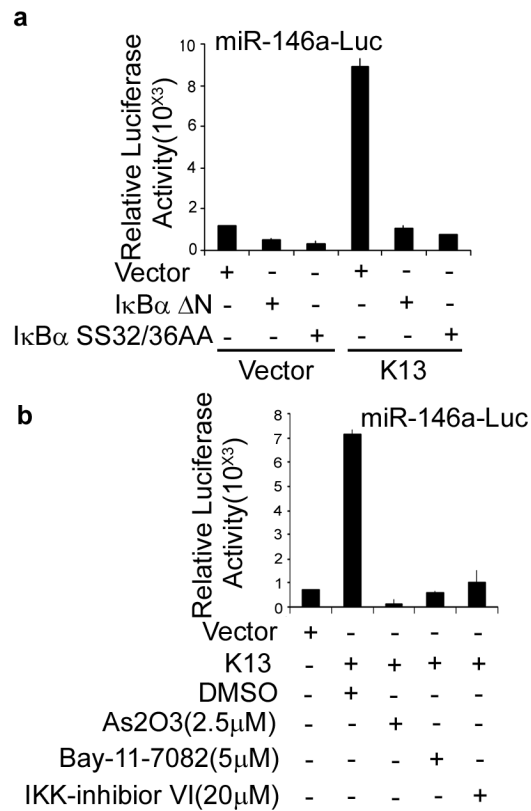 a
miR-146a-Luc
Relative Luciferase
Activity(10^X3)
10
8
6
4
2
0
Vector + - - + - -
IκBα ΔN - + - - + -
IκBα SS32/36AA - - + - - +
Vector K13
b
miR-146a-Luc
Relative Luciferase
Activity(10^X3)
8
7
6
5
4
3
2
1
0
Vector + - - - -
K13 - + + + +
DMSO - + - - -
As2O3(2.5μM) - - + - -
Bay-11-7082(5μM) - - - + -
IKK-inhibior VI(20μM) - - - - +